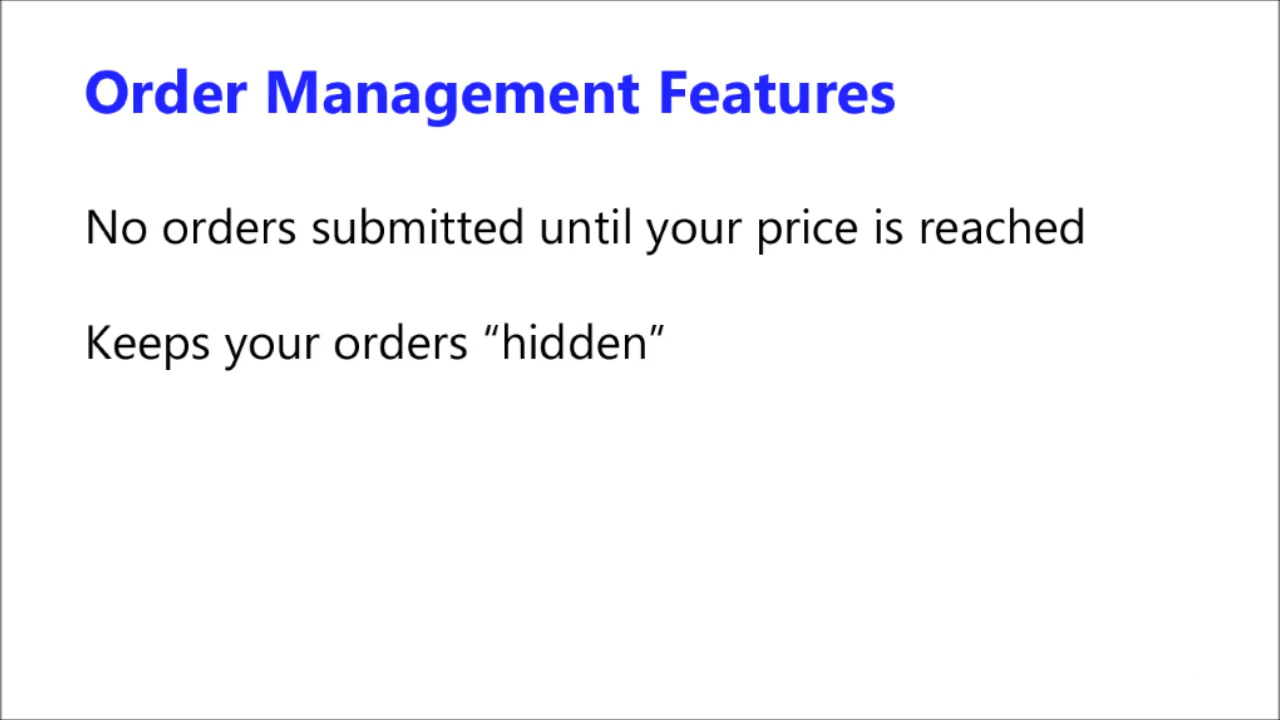 Order Management Features
No orders submitted until your price is reached
Keeps your orders “hidden”